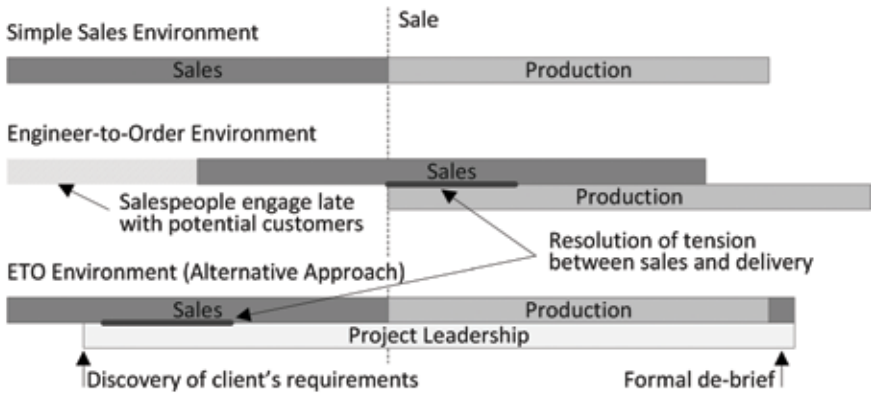 Sale
Simple Sales Environment
Sales
Production
Engineer-to-Order Environment
Sales
Production
Salespeople engage late
with potential customers
Resolution of tension
between sales and delivery
ETO Environment (Alternative Approach)
Sales
Production
Project Leadership
Discovery of client's requirements
Formal de-brief